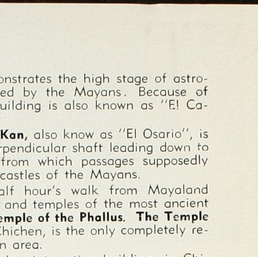 onstrates the high stage of astro-
ed by the Mayans. Because of
uilding is also known as "El Ca-
Kan, also know as "El Osario", is
rpendicular shaft leading down to
from which passages supposedly
castles of the Mayans.
alf hour's walk from Mayaland
and temples of the most ancient
emple of the Phallus. The Temple
Chichen, is the only completely re-
n area.